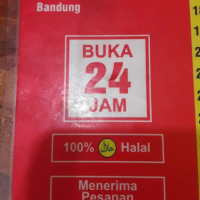 Bandung
BUKA
24
JAM
100% Halal
Menerima
Pesanan